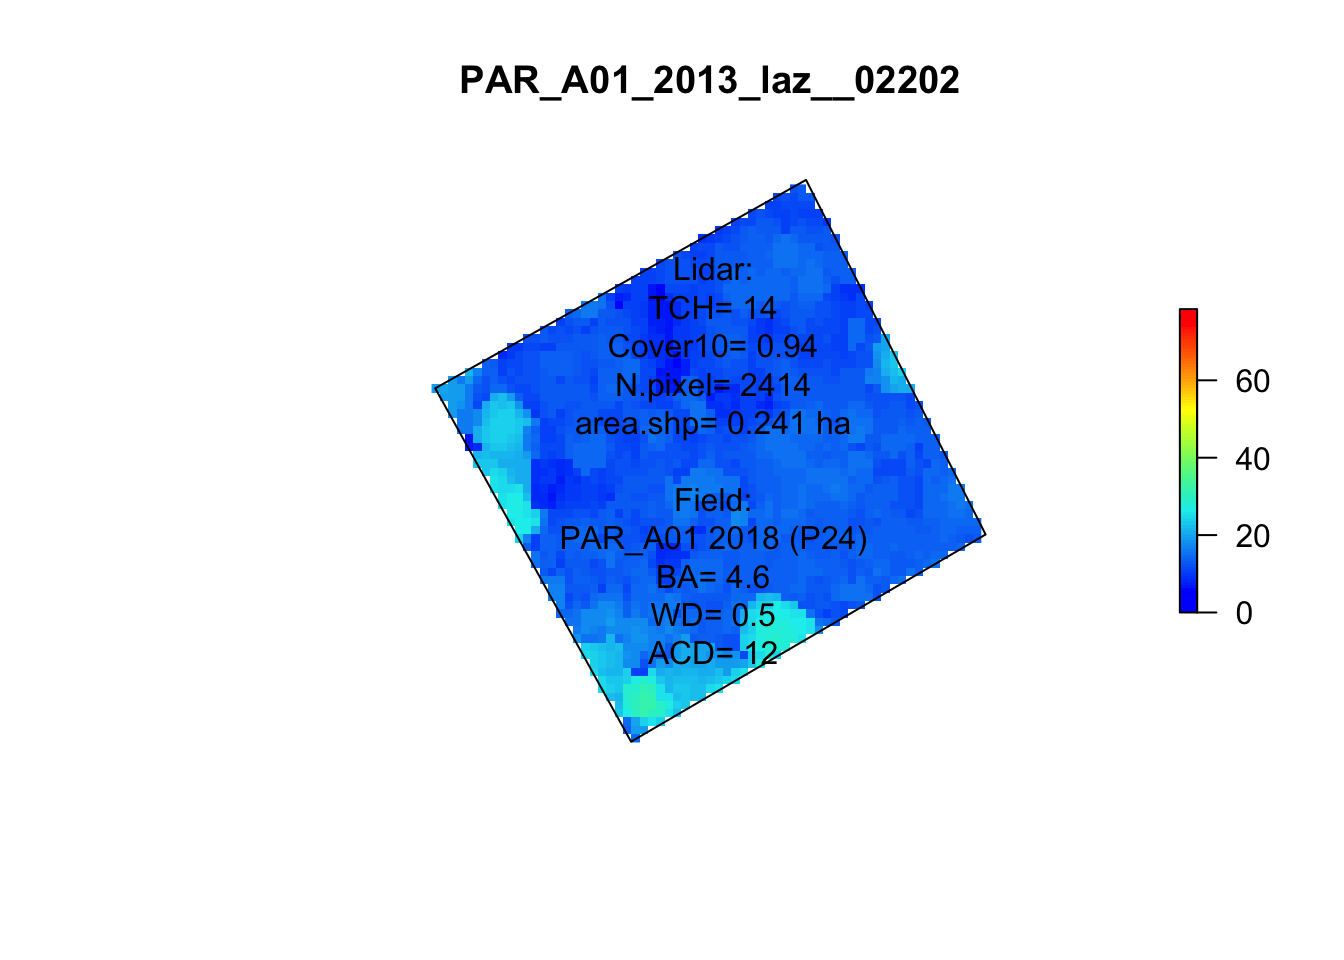 PAR_A01_2013_laz__02202
Lidar:
TCH= 14
Cover10= 0.94
N.pixel= 2414
area.shp= 0.241 ha
Field:
PAR_A01 2018 (P24)
BA= 4.6
WD= 0.5
ACD= 12
60
40
20
0